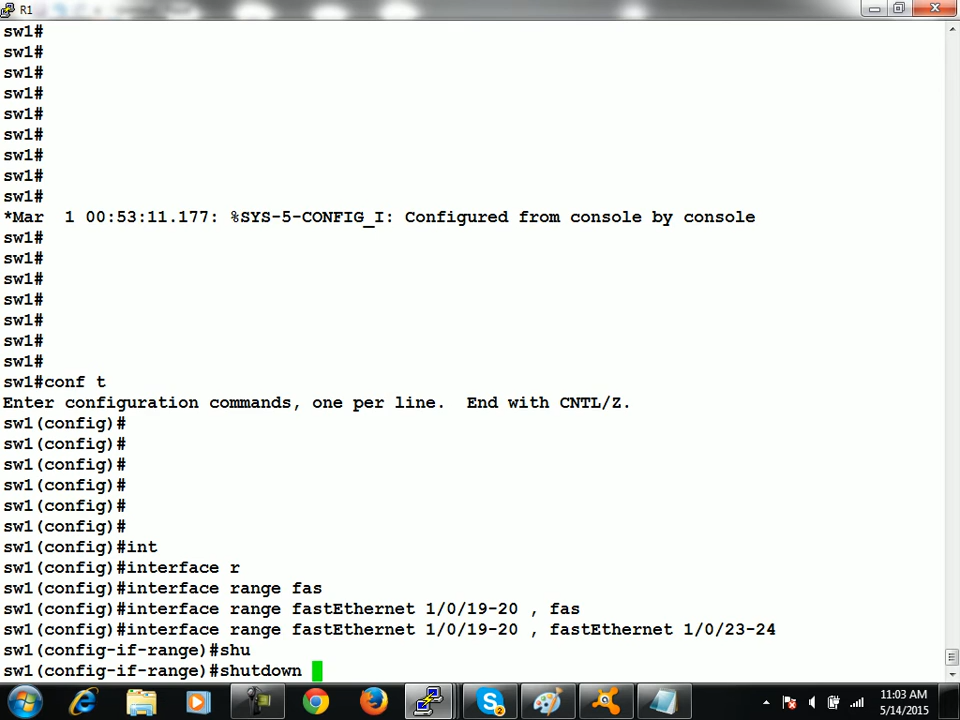 R1
sw1#
sw1#
sw1#
sw1#
sw1#
sw1#
sw1#
sw1#
sw1#
*Mar  1 00:53:11.177: %SYS-5-CONFIG_I: Configured from console by console
sw1#
sw1#
sw1#
sw1#
sw1#
sw1#
sw1#
sw1#conf t
Enter configuration commands, one per line.  End with CNTL/Z.
sw1(config)#
sw1(config)#
sw1(config)#
sw1(config)#
sw1(config)#
sw1(config)#
sw1(config)#int
sw1(config)#interface r
sw1(config)#interface range fas
sw1(config)#interface range fastEthernet 1/0/19-20 , fas
sw1(config)#interface range fastEthernet 1/0/19-20 , fastEthernet 1/0/23-24
sw1(config-if-range)#shu
sw1(config-if-range)#shutdown
11:03 AM
5/14/2015